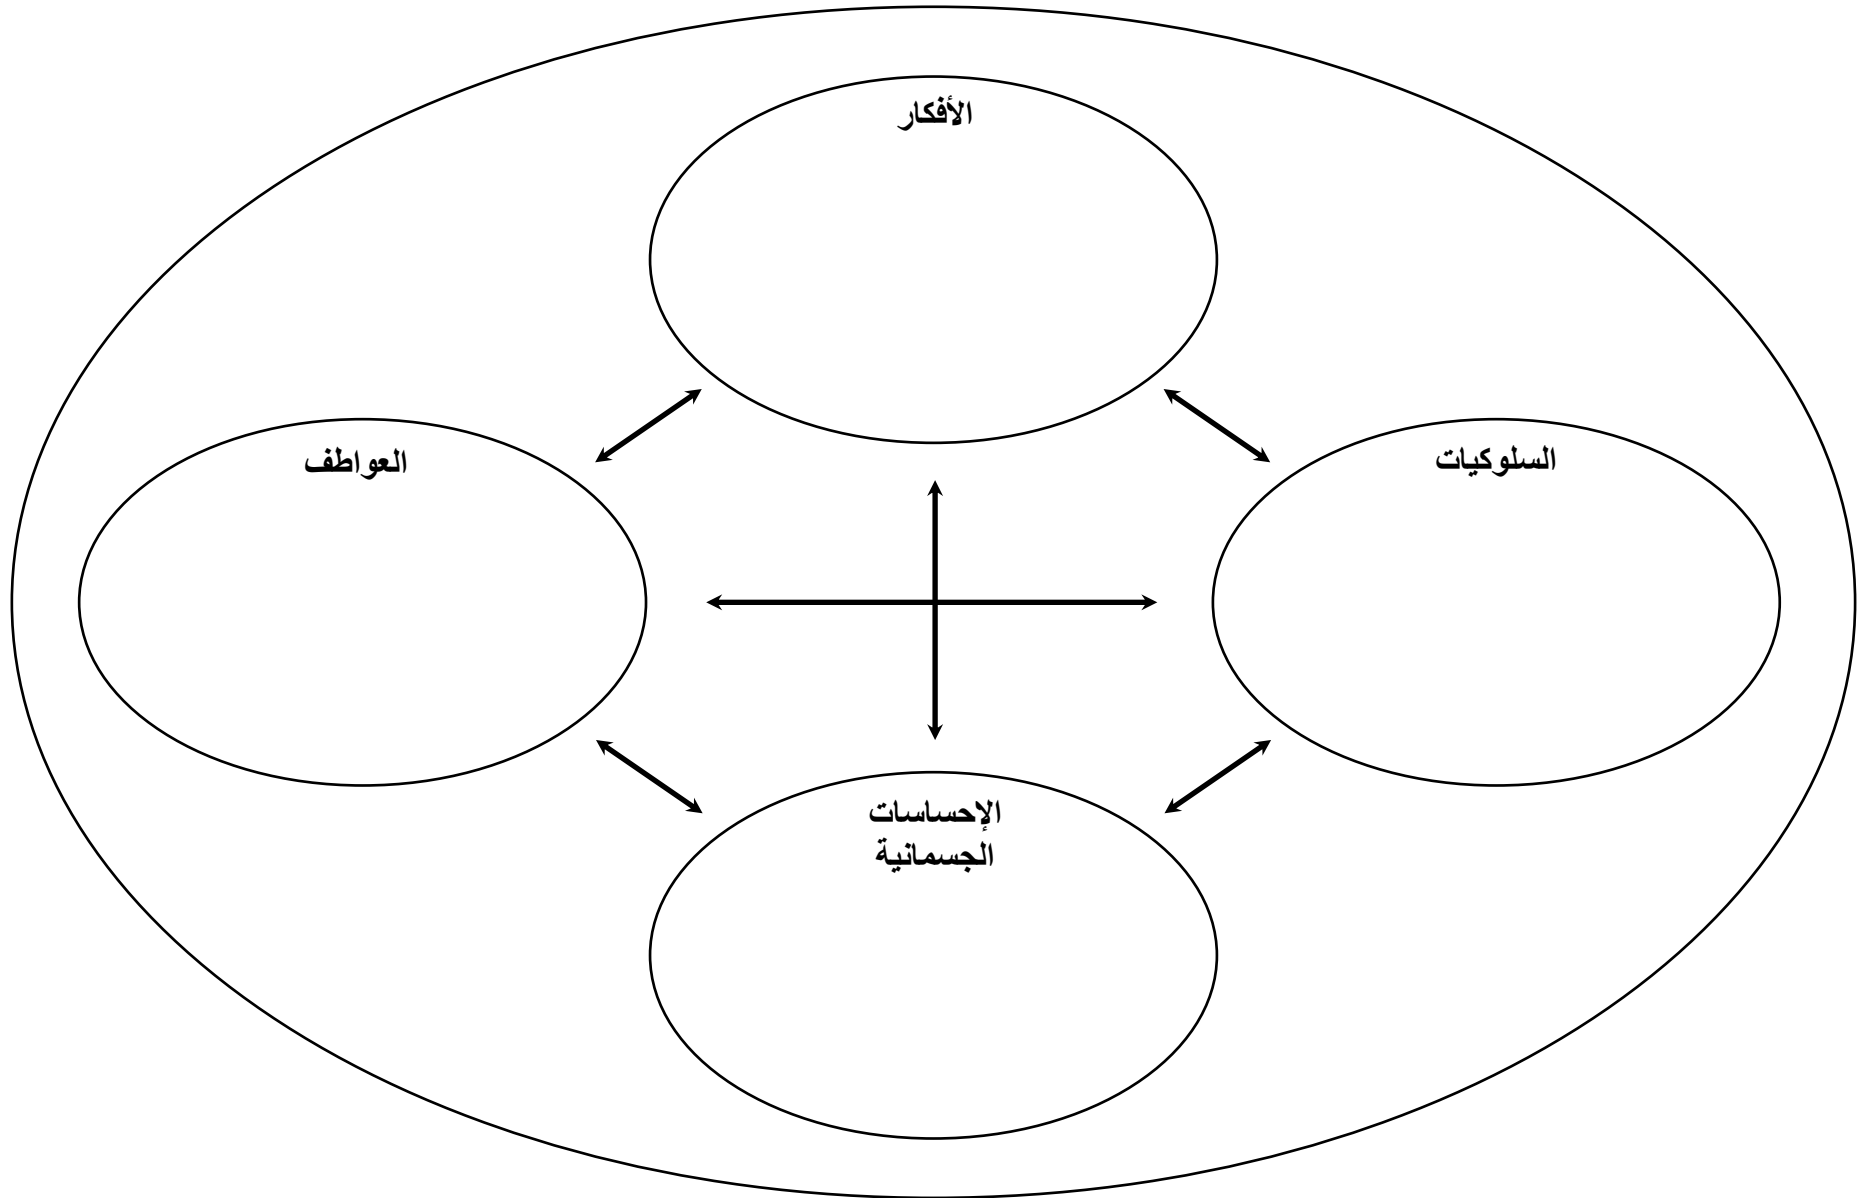 الأفكار
السلوكيات
العواطف
الإحساسات
الجسمانية